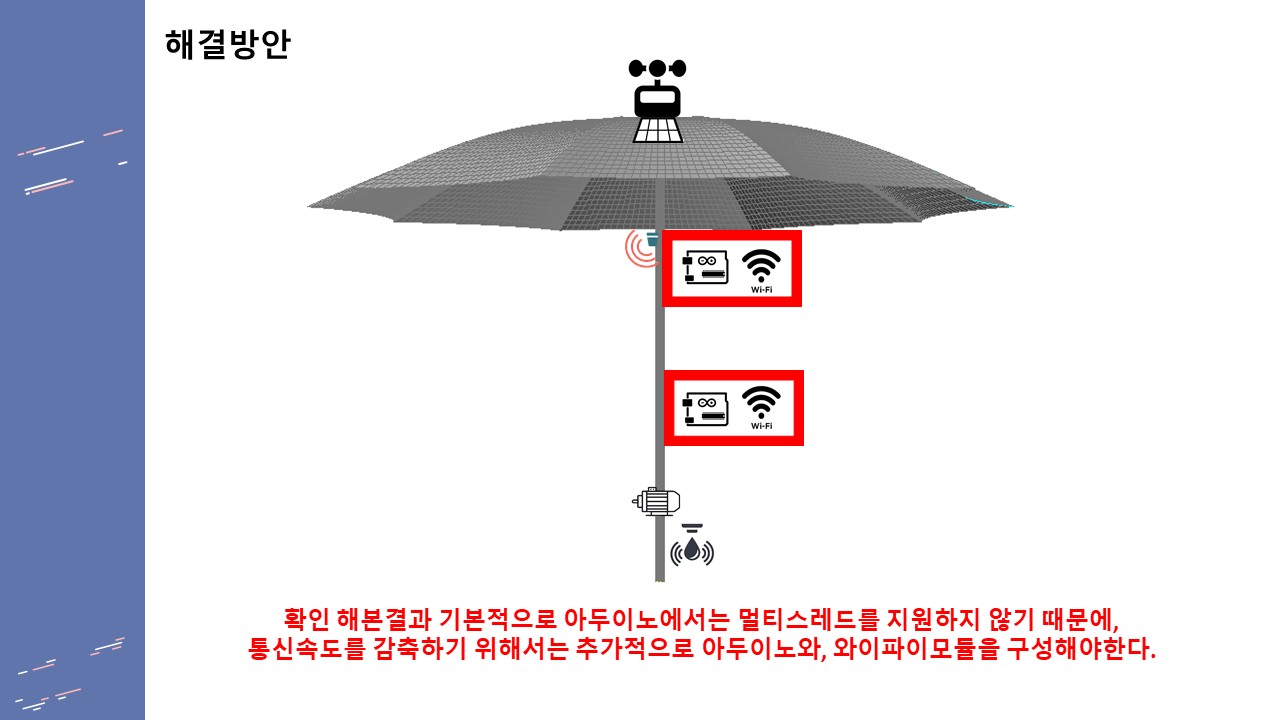 해결방안
Wi-Fi
Wi-Fi
확인 해본결과 기본적으로 아두이노에서는 멀티스레드를 지원하지 않기 때문에,
통신속도를 감축하기 위해서는 추가적으로 아두이노와, 와이파이모듈을 구성해야한다.